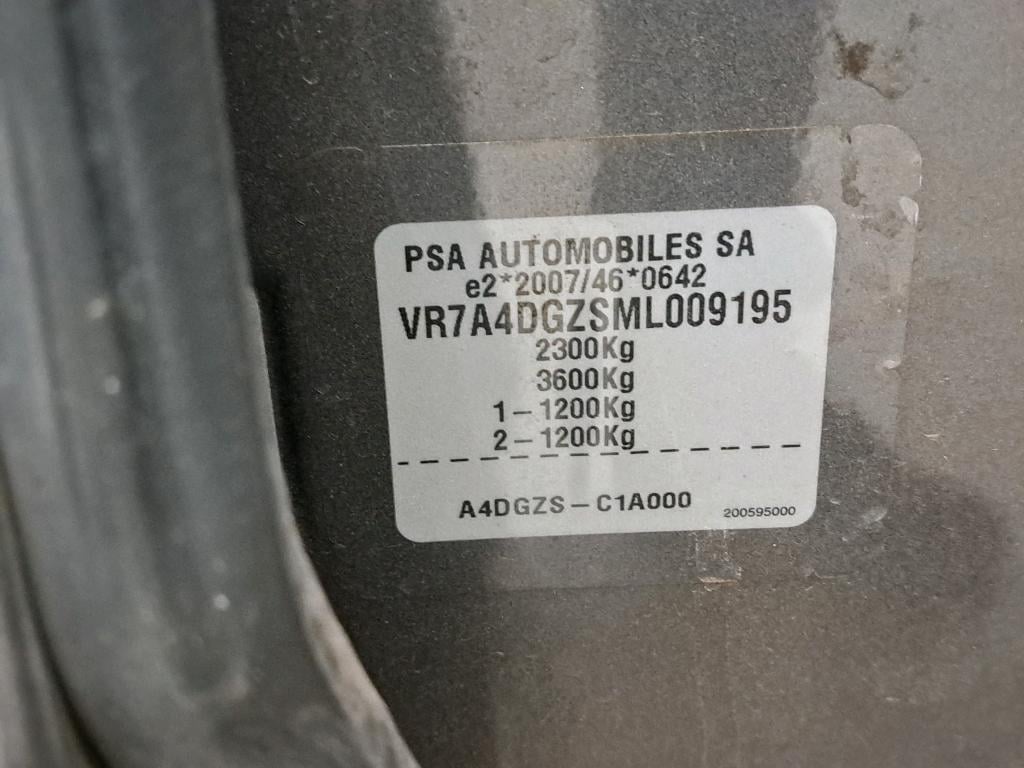 PSA AUTOMOBILES SA
e2*2007/46*0642
VR7A4DGZSML009195
2300Kg
3600Kg
1-1200Kg
2-1200Kg
A4DGZS-C1A000
200595000